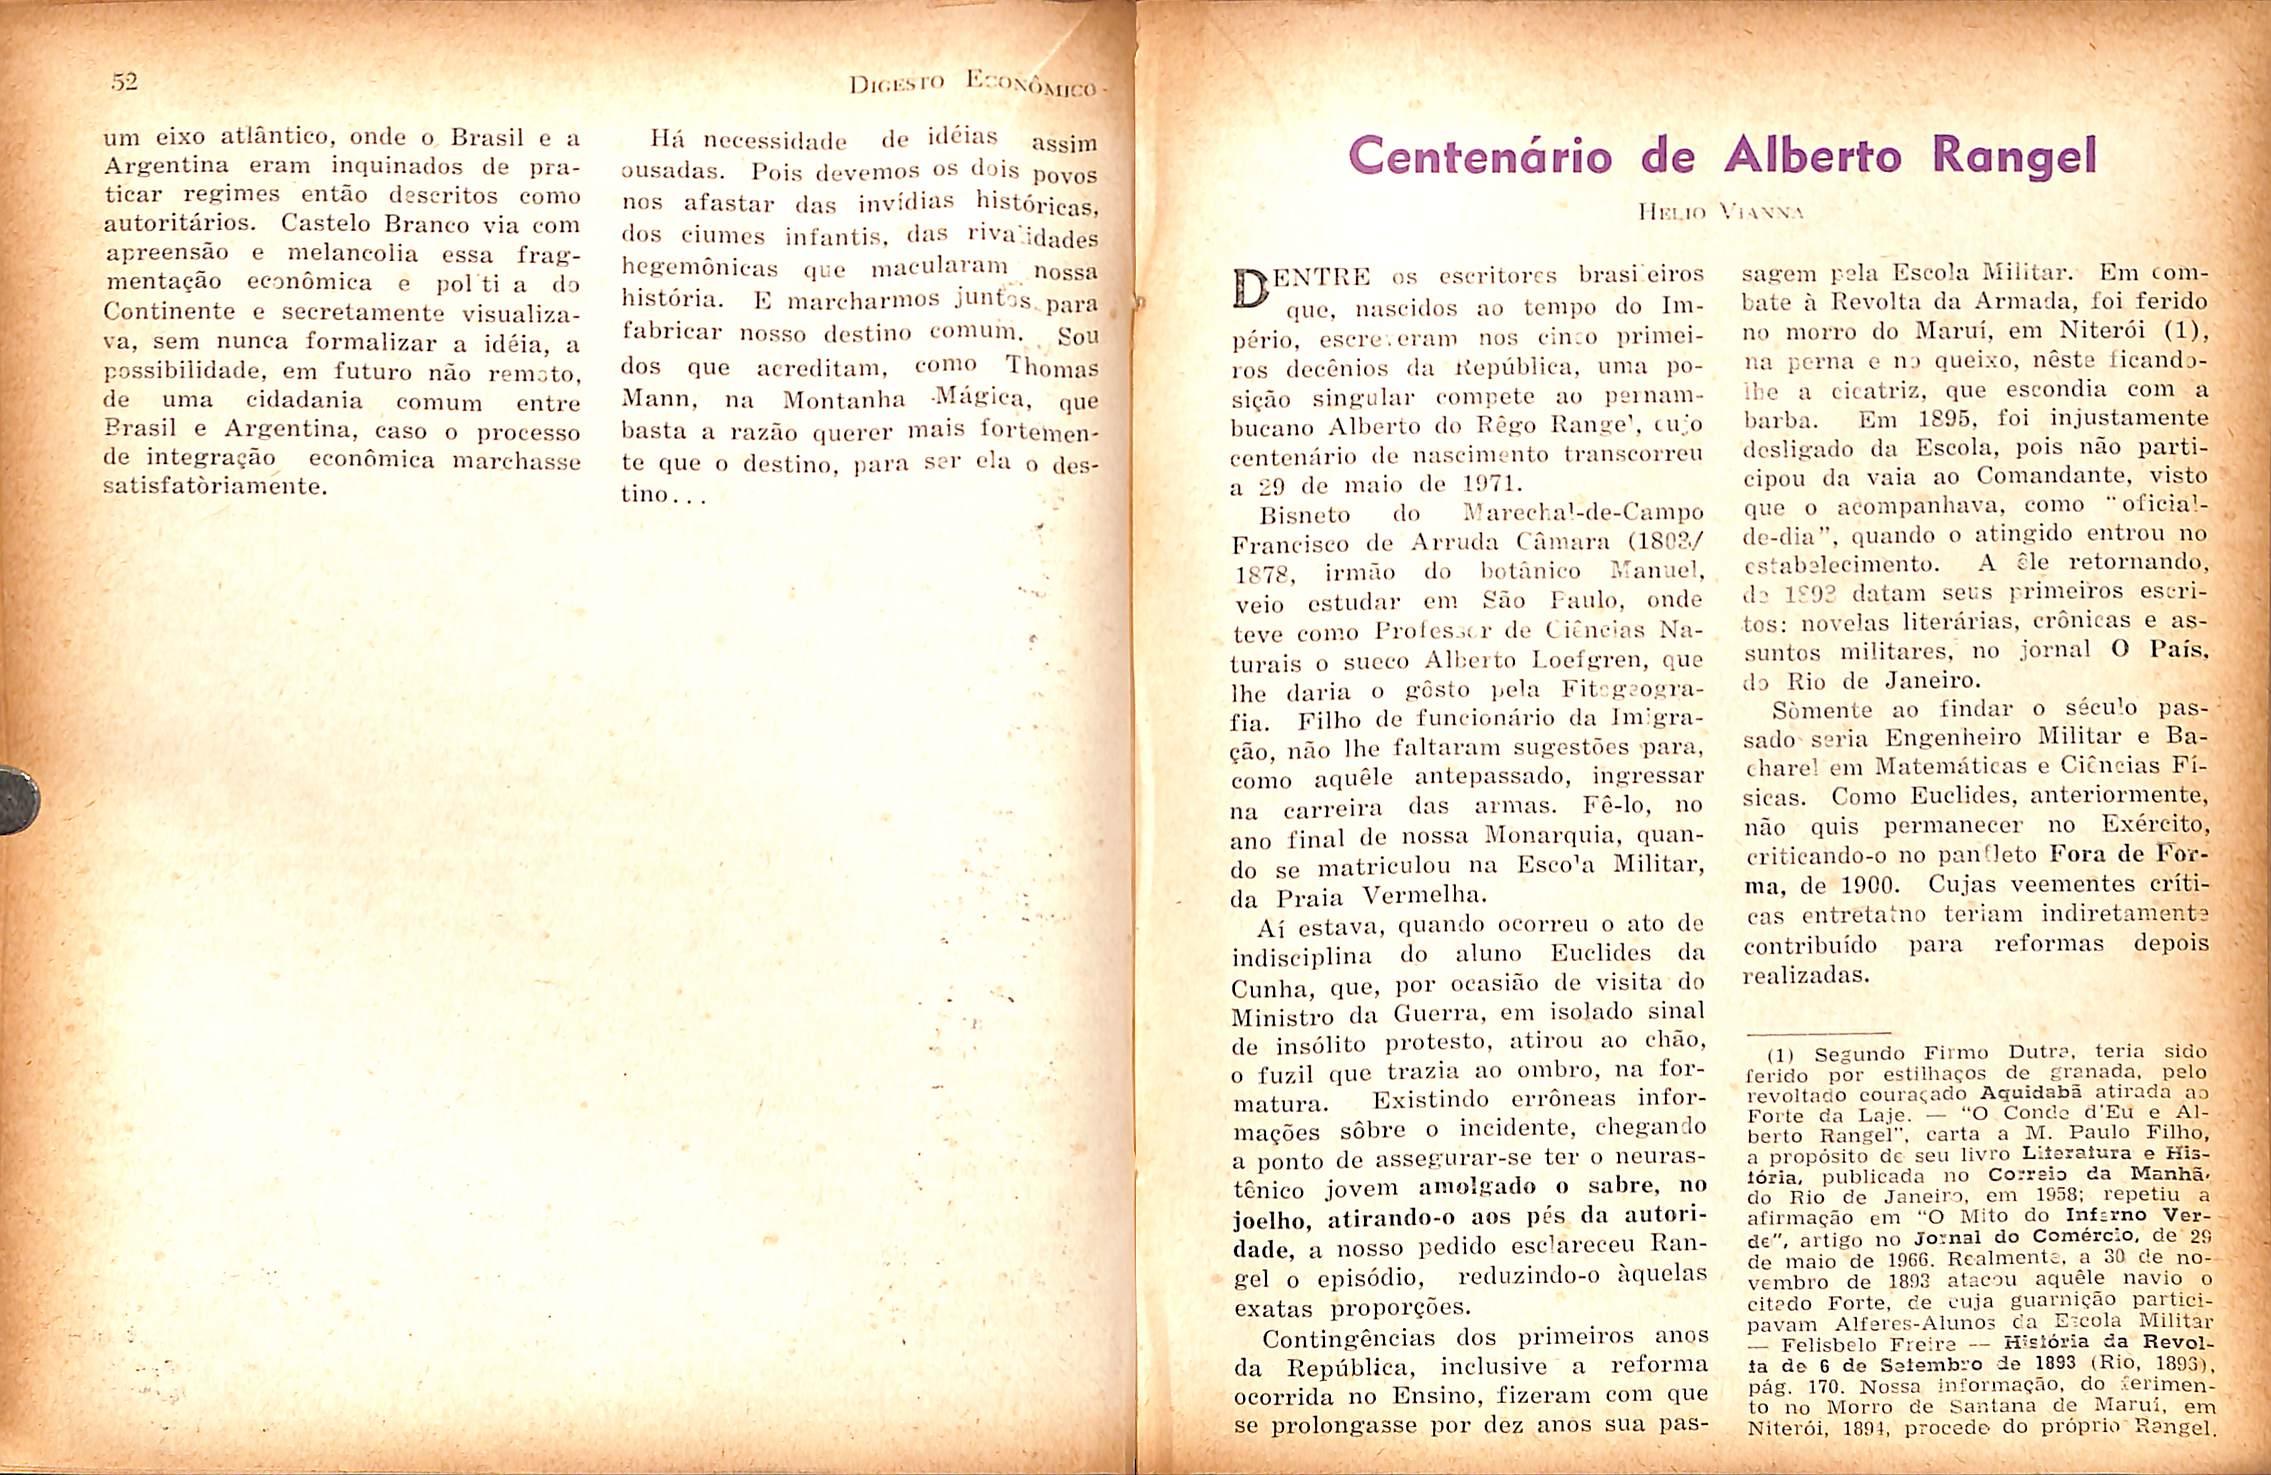 52
DIGESTO ECONÔMICO
um eixo atlântico, onde o Brasil e a
Argentina eram inquinados de pra-
ticar regimes então descritos como
autoritários. Castelo Branco via com
apreensão e melancolia essa frag-
mentação econômica e pol ti a do
Continente e secretamente visualiza-
va, sem nunca formalizar a idéia, a
possibilidade, em futuro não remoto,
de uma cidadania comum entre
Brasil e Argentina, caso o processo
de integração econômica marchasse
satisfatòriamente.
Há necessidade de idéias assim
ousadas. Pois devemos os dois povos
nos afastar das invídias históricas,
dos ciumes infantis, das rivalidades
hegemônicas que macularam nossa
história. E marcharmos juntos para
fabricar nosso destino comum. Sou
dos que acreditam, como Thomas
Mann, na Montanha Mágica, que
basta a razão querer mais fortemen-
te que o destino, para ser ela o des-
tino...
Centenário de Alberto Rangel
HELIO VIANNA
DENTRE os escritores brasileiros
que, nascidos ao tempo do Im-
pério, escreveram nos cinco primei-
ros decênios da República, uma po-
sição singular compete ao pernam-
bucano Alberto do Rêgo Rangel, cujo
centenário de nascimento transcorreu
a 29 de maio de 1971.
Bisneto do Marechal-de-Campo
Francisco de Arruda Câmara (1802/
1878, irmão do botânico Manuel,
veio estudar em São Paulo, onde
teve como Professor de Ciências Na-
turais o sueco Alberto Loefgren, que
lhe daria o gôsto pela Fitogeogra-
fia. Filho de funcionário da Imigra-
ção, não lhe faltaram sugestões para,
como aquêle antepassado, ingressar
na carreira das armas. Fê-lo, no
ano final de nossa Monarquia, quan-
do se matriculou na Escola Militar,
da Praia Vermelha.
Aí estava, quando ocorreu o ato de
indisciplina do aluno Euclides da
Cunha, que, por ocasião de visita do
Ministro da Guerra, em isolado sinal
de insólito protesto, atirou ao chão,
o fuzil que trazia ao ombro, na for-
matura. Existindo errôneas infor-
mações sôbre o incidente, chegando
a ponto de assegurar-se ter o neuras-
tênico jovem amolgado o sabre, no
joelho, atirando-o aos pés da autori-
dade, a nosso pedido esclareceu Ran-
gel o episódio, reduzindo-o àquelas
exatas proporções.
Contingências dos primeiros anos
da República, inclusive a reforma
ocorrida no Ensino, fizeram com que
se prolongasse por dez anos sua pas-
sagem pela Escola Militar. Em com-
bate à Revolta da Armada, foi ferido
no morro do Maruí, em Niterói (1),
na perna e no queixo, nêste ficando-
lhe a cicatriz, que escondia com a
barba. Em 1895, foi injustamente
desligado da Escola, pois não parti-
cipou da vaia ao Comandante, visto
que o acompanhava, como "oficial-
de-dia", quando o atingido entrou no
estabelecimento. A êle retornando,
de datam seus primeiros escri-
tos: novelas literárias, crônicas e as-
suntos militares, no jornal O País,
do Rio de Janeiro.
Sòmente ao findar o século pas-
sado seria Engenheiro Militar e Ba-
charel em Matemáticas e Ciências Fí-
sicas. Como Euclides, anteriormente,
não quis permanecer no Exército,
criticando-o no panfleto Fora de For-
ma, de 1900. Cujas veementes críti-
cas entretatno teriam indiretamente
contribuído para reformas depois
realizadas.
(1) Segundo Firmo Dutra, teria sido
ferido por estilhaços de granada, pelo
revoltado couraçado Aquidabã atirada ao
Forte da Laje. — "O Conde d'Eu e Al-
berto Rangel", carta a M. Paulo Filho,
a propósito de seu livro Literatura e His-
tória, publicada no Correio da Manhã,
do Rio de Janeiro, em 1958; repetiu a
afirmação em "O Mito do Inferno Ver-
de", artigo no Jornal do Comércio, de 29
de maio de 1966. Realmente, a 30 de no-
vembro de 1893 atacou aquêle navio o
citado Forte, de cuja guarnição partici-
pavam Alferes-Alunos da Escola Militar
— Felisbelo Freire — História da Revol-
ta de 6 de Setembro de 1893 (Rio, 1896),
pág. 170. Nossa informação, do ferimen-
to no Morro de Santana de Maruí, em
Niterói, 1894, procede do próprio Rangel.